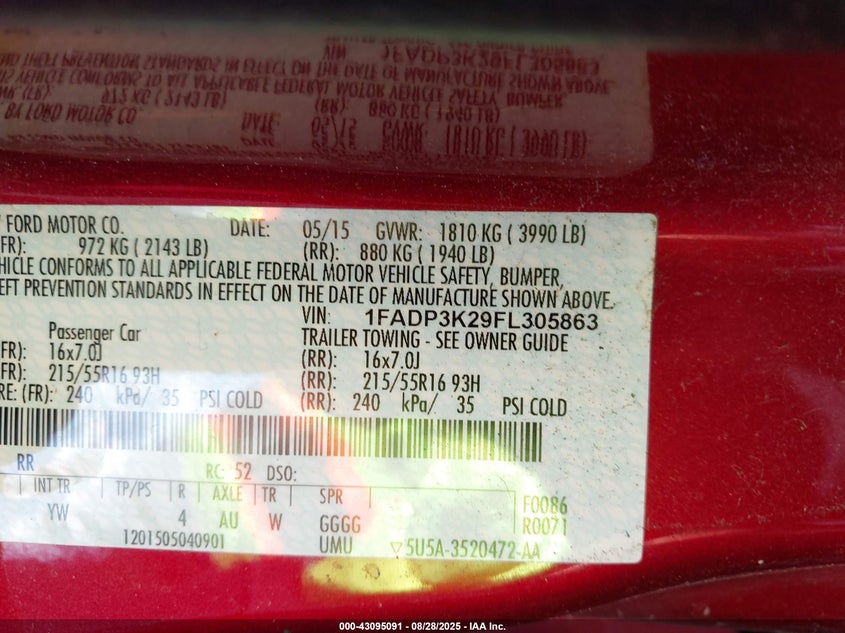 FORD MOTOR CO. DATE: 05/15 GVWR: 1810 KG ( 3990 LB)
FR): 972 KG ( 2143 LB) (RR): 880 KG ( 1940 LB)
HICLE CONFORMS TO ALL APPLICABLE FEDERAL MOTOR VEHICLE SAFETY, BUMPER,
EFT PREVENTION STANDARDS IN EFFECT ON THE DATE OF MANUFACTURE SHOWN ABOVE.
VIN: 1FADP3K29FL305863
Passenger Car TRAILER TOWING - SEE OWNER GUIDE
FR): 16x7.0J (RR): 16x7.0J
FR): 215/55R16 93H (RR): 215/55R16 93H
RE: (FR): 240 kPa/ 35 PSI COLD (RR): 240 kPa/ 35 PSI COLD
RR RC: 52 DSO:
INT TR TP/PS R AXLE TR SPR F0086
YW 4 AU W GGGG R0071
1201505040901 UMU 5U5A-3520472-AA
000-43095091 - 08/28/2025 - IAA Inc.